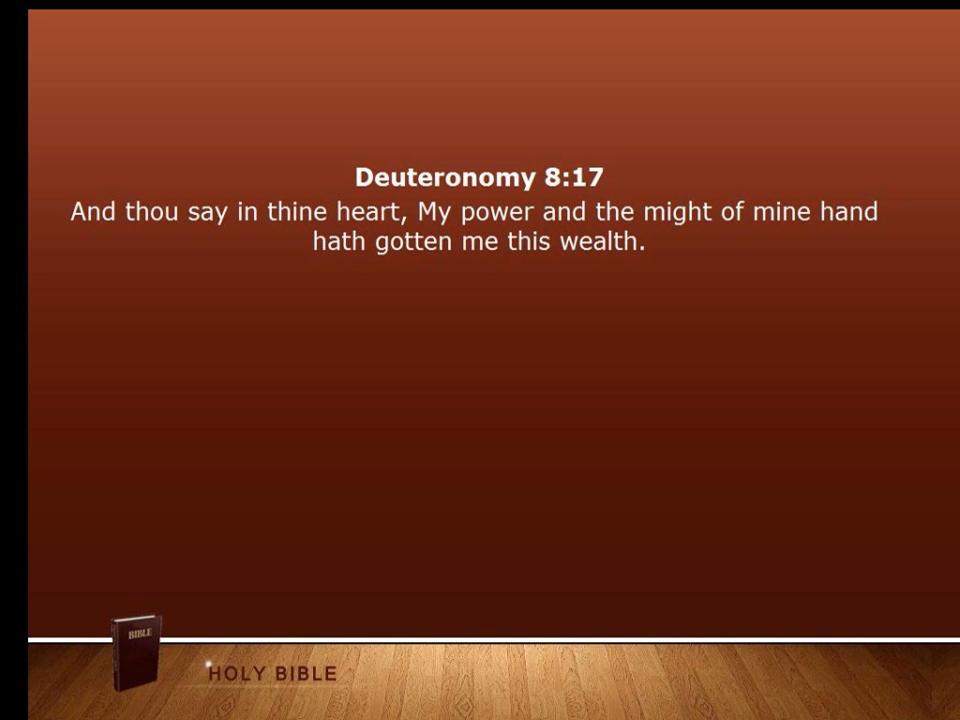 Deuteronomy 8:17
And thou say in thine heart, My power and the might of mine hand
hath gotten me this wealth.
BIBLE
HOLY BIBLE